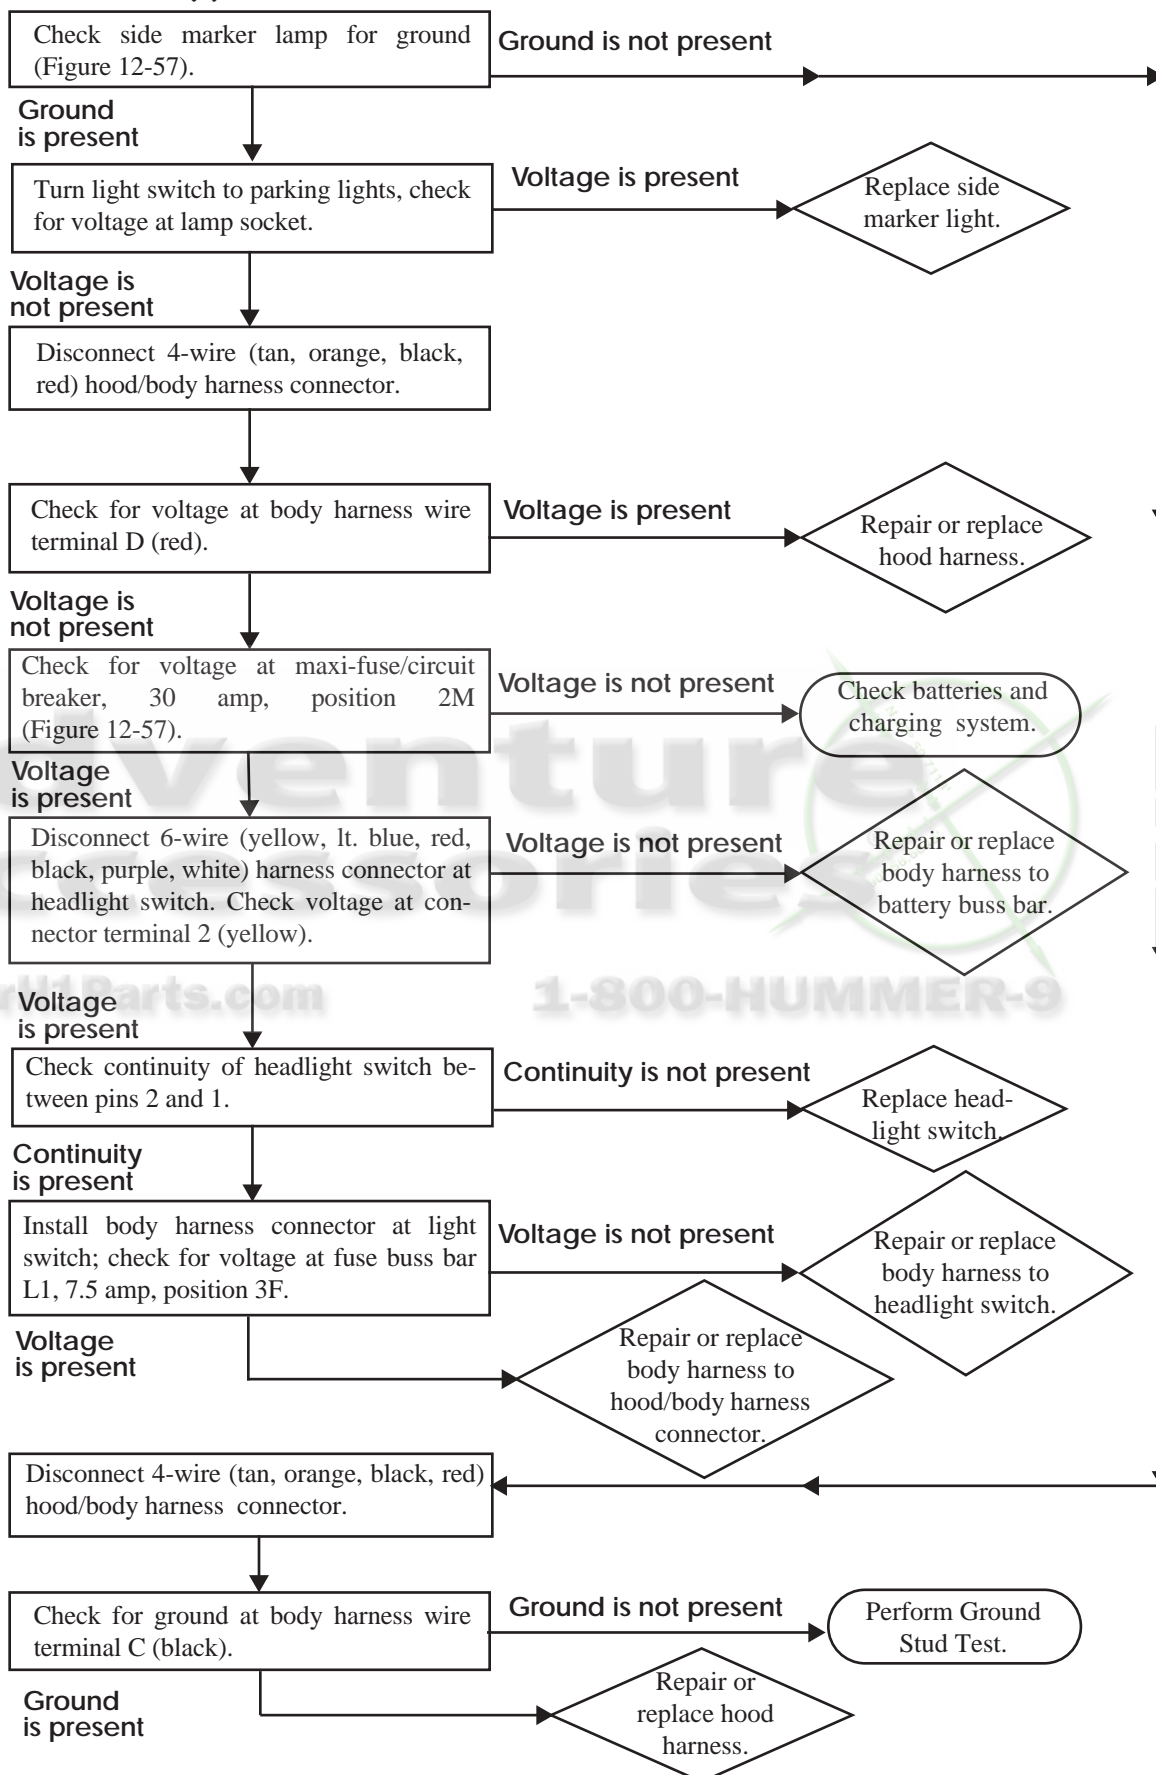 Check side marker lamp for ground
(Figure 12-57).
Ground is not present
Ground
is present
Turn light switch to parking lights, check
for voltage at lamp socket.
Voltage is present
Replace side
marker light.
Voltage is
not present
Disconnect 4-wire (tan, orange, black,
red) hood/body harness connector.
Check for voltage at body harness wire
terminal D (red).
Voltage is present
Repair or replace
hood harness.
Voltage is
not present
Check for voltage at maxi-fuse/circuit
breaker, 30 amp, position 2M
(Figure 12-57).
Voltage is not present
Check batteries and
charging system.
Voltage
is present
Disconnect 6-wire (yellow, lt. blue, red,
black, purple, white) harness connector at
headlight switch. Check voltage at con-
nector terminal 2 (yellow).
Voltage is not present
Repair or replace
body harness to
battery buss bar.
dventure
ccessories
rH1Parts.com
1-800-HUMMER-9
Voltage
is present
Check continuity of headlight switch be-
tween pins 2 and 1.
Continuity is not present
Replace head-
light switch.
Continuity
is present
Install body harness connector at light
switch; check for voltage at fuse buss bar
L1, 7.5 amp, position 3F.
Voltage is not present
Repair or replace
body harness to
headlight switch.
Voltage
is present
Repair or replace
body harness to
hood/body harness
connector.
Disconnect 4-wire (tan, orange, black, red)
hood/body harness connector.
Check for ground at body harness wire
terminal C (black).
Ground is not present
Perform Ground
Stud Test.
Ground
is present
Repair or
replace hood
harness.